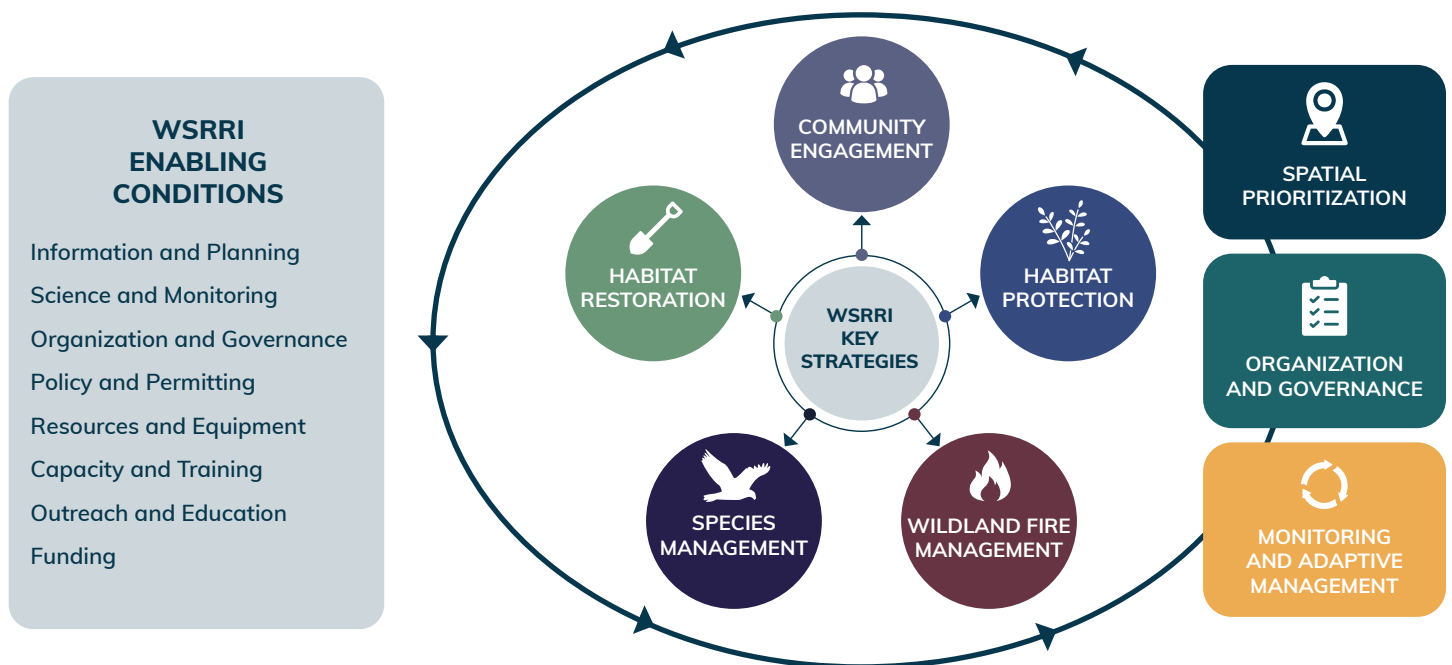 WSRRI
ENABLING
CONDITIONS
Information and Planning
Science and Monitoring
Organization and Governance
Policy and Permitting
Resources and Equipment
Capacity and Training
Outreach and Education
Funding
COMMUNITY
ENGAGEMENT
HABITAT
RESTORATION
HABITAT
PROTECTION
WSRRI
KEY
STRATEGIES
SPECIES
MANAGEMENT
WILDLAND FIRE
MANAGEMENT
SPATIAL
PRIORITIZATION
ORGANIZATION
AND GOVERNANCE
MONITORING
AND ADAPTIVE
MANAGEMENT